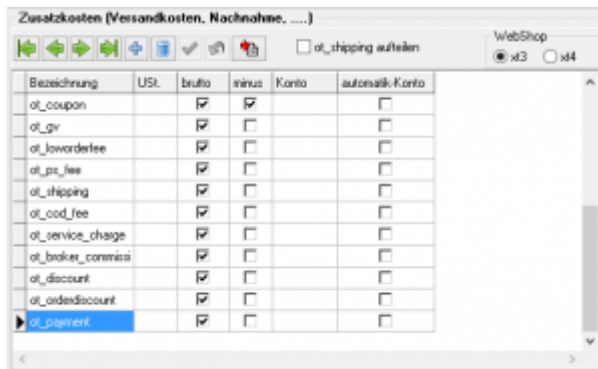 Zusatzkosten (Versandkosten, Nachnahme, .....)
ot_shipping aufteilen
WebShop
xt3 xt4
Bezeichnung USt. brutto minus Konto automatik-Konto
ot_coupon
ot_gv
ot_loworderfee
ot_ps_fee
ot_shipping
ot_cod_fee
ot_service_charge
ot_broker_commissi
ot_discount
ot_orderdiscount
ot_payment